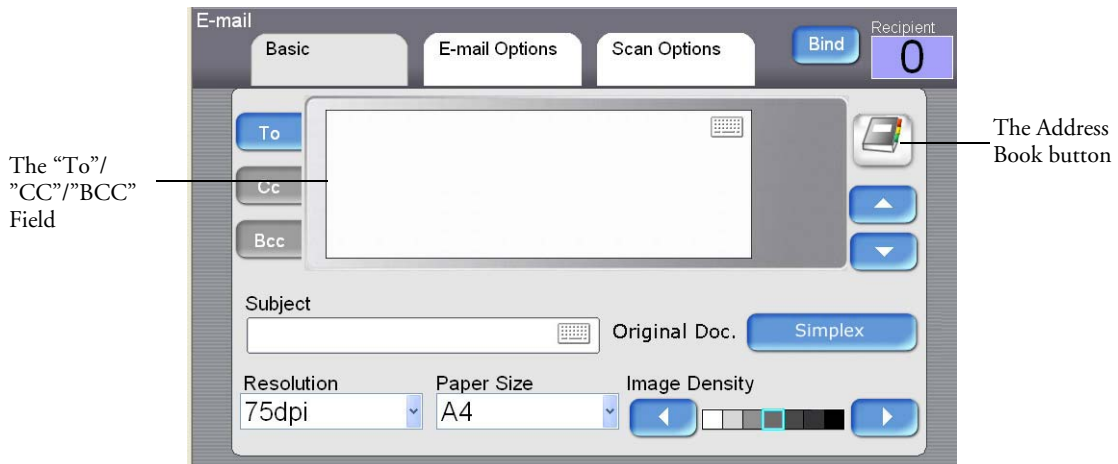 E-mail
Basic
E-mail Options
Scan Options
Bind
Recipient
0
To
Cc
Bcc
The “To”/
”CC”/”BCC”
Field
The Address
Book button
Subject
Original Doc.
Simplex
Resolution
Paper Size
Image Density
75dpi
A4